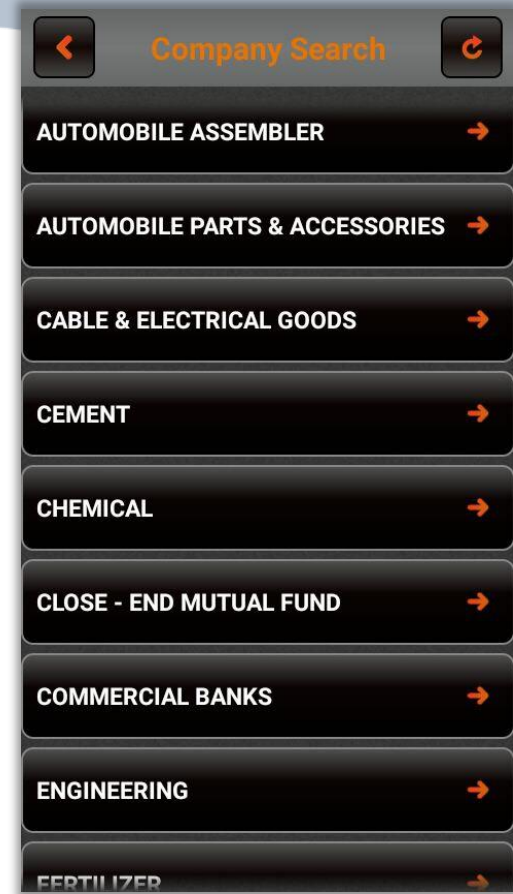 Company Search
AUTOMOBILE ASSEMBLER
AUTOMOBILE PARTS & ACCESSORIES
CABLE & ELECTRICAL GOODS
CEMENT
CHEMICAL
CLOSE - END MUTUAL FUND
COMMERCIAL BANKS
ENGINEERING
FERTILIZER